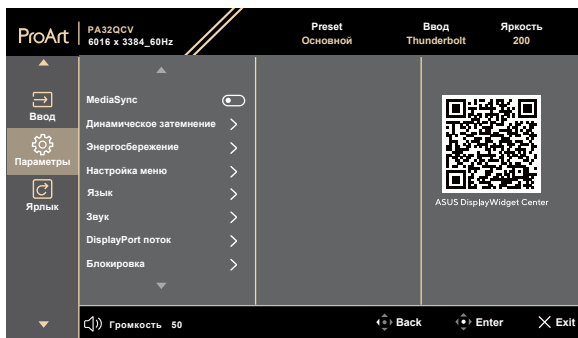 ProArt
PA32QCV
6016 x 3384_60Hz
Preset
Основной
Ввод
Thunderbolt
Яркость
200
Ввод
Параметры
Ярлык
MediaSync
Динамическое затемнение
Энергосбережение
Настройка меню
Язык
Звук
DisplayPort поток
Блокировка
ASUS DisplayWidget Center
Громкость 50
Back
Enter
Exit